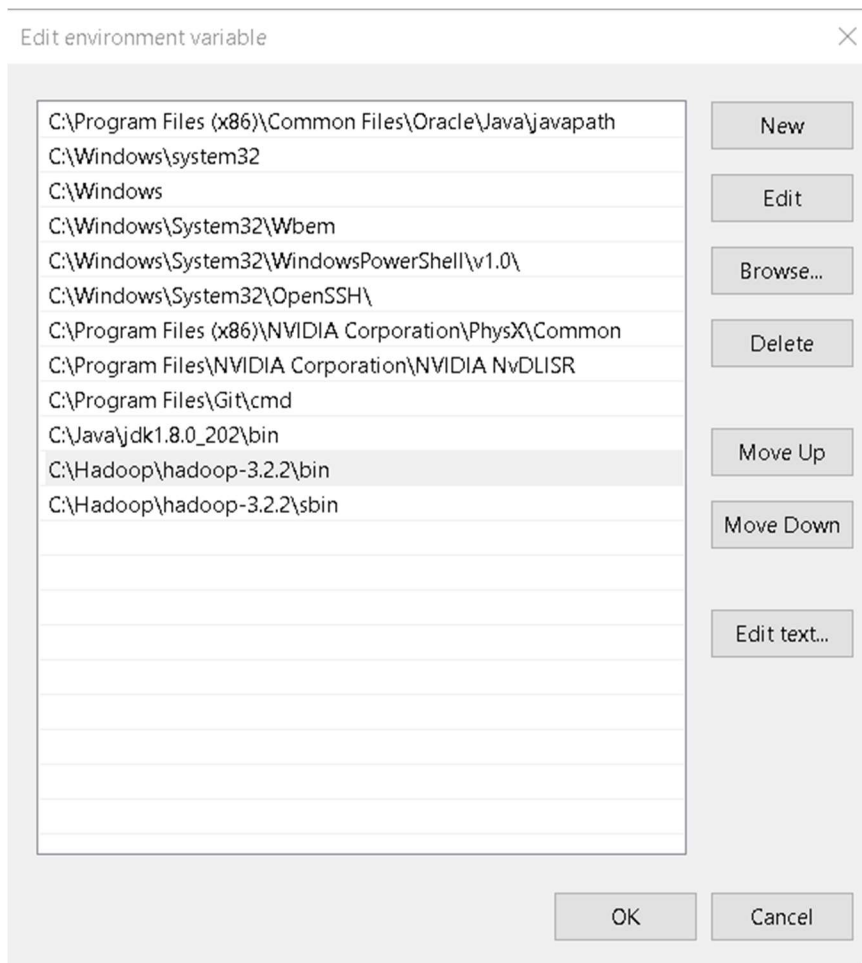 Edit environment variable
C:\Program Files (x86)\Common Files\Oracle\Java\javapath
New
C:\Windows\system32
C:\Windows
Edit
C:\Windows\System32\Wbem
C:\Windows\System32\WindowsPowerShell\v1.0\
Browse...
C:\Windows\System32\OpenSSH\
C:\Program Files (x86)\NVIDIA Corporation\PhysX\Common
Delete
C:\Program Files\NVIDIA Corporation\NVIDIA NvDLISR
C:\Program Files\Git\cmd
C:\Java\jdk1.8.0_202\bin
Move Up
C:\Hadoop\hadoop-3.2.2\bin
C:\Hadoop\hadoop-3.2.2\sbin
Move Down
Edit text...
OK
Cancel